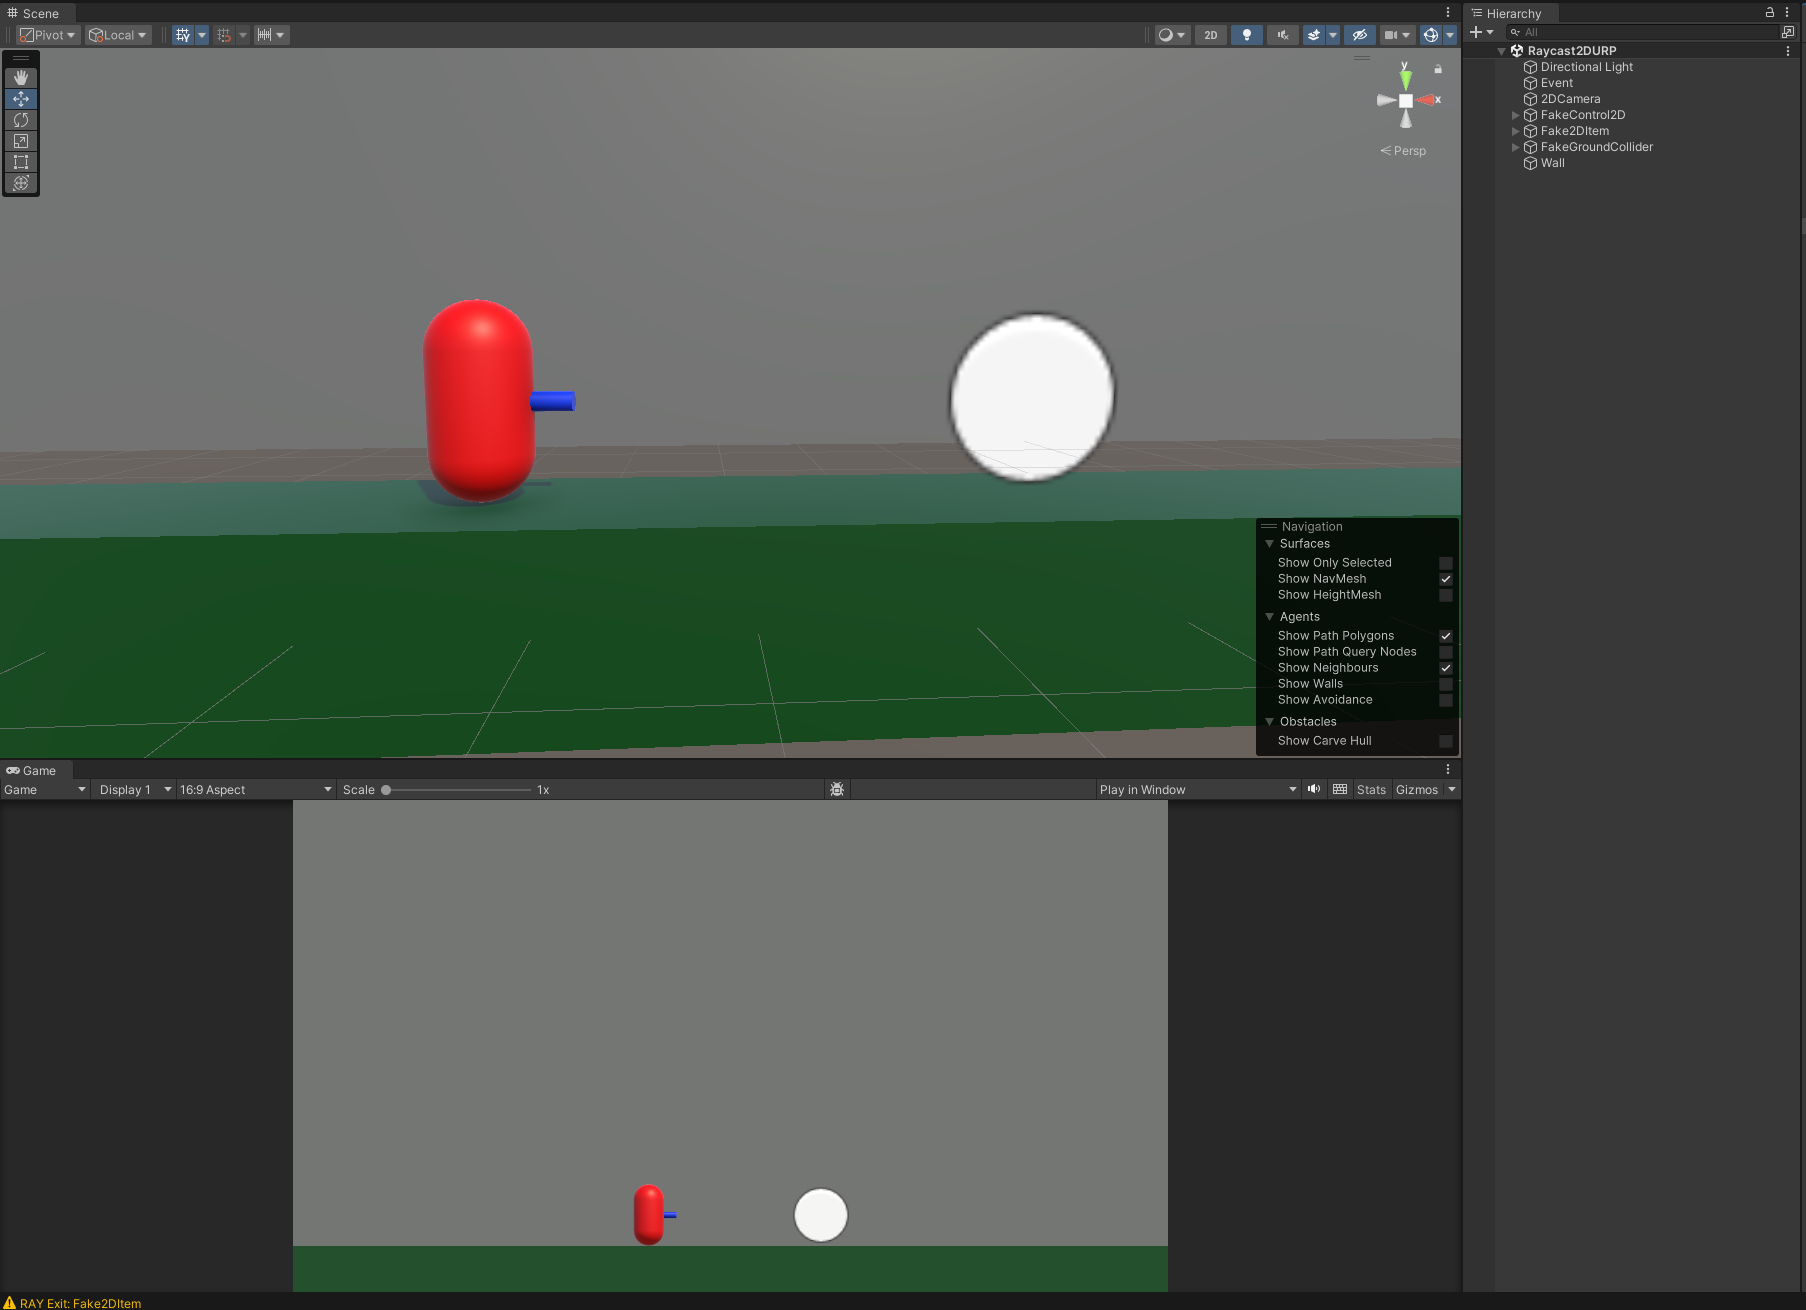 Scene
Pivot Local 2D
y
x
Persp
Navigation
Surfaces
Show Only Selected
Show NavMesh
Show HeightMesh
Agents
Show Path Polygons
Show Path Query Nodes
Show Neighbours
Show Walls
Show Avoidance
Obstacles
Show Carve Hull
Game
Game Display 1 16:9 Aspect Scale 1x Play in Window Stats Gizmos
RAY Exit: Fake2DItem
Hierarchy
All
Raycast2DURP
Directional Light
Event
2DCamera
FakeControl2D
Fake2DItem
FakeGroundCollider
Wall